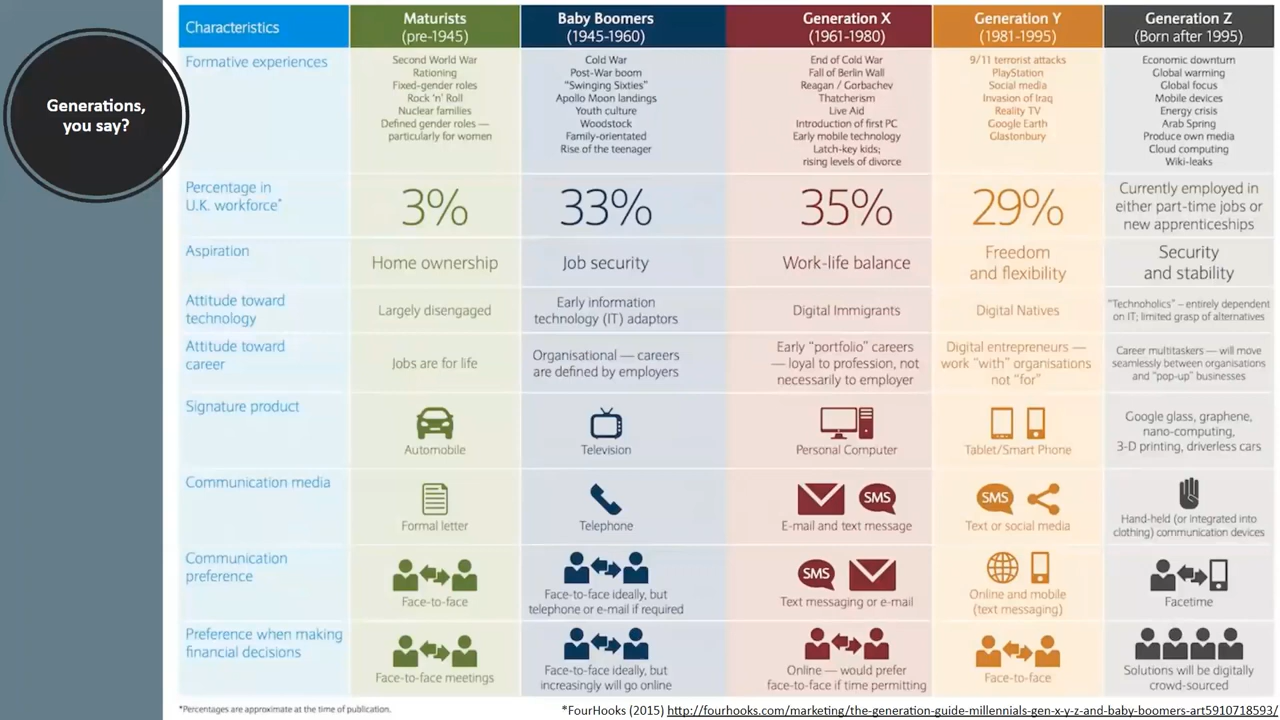 Generations,
you say?
Characteristics
Maturists
(pre-1945)
Baby Boomers
(1945-1960)
Generation X
(1961-1980)
Generation Y
(1981-1995)
Generation Z
(Born after 1995)
Formative experiences
Second World War
Rationing
Fixed-gender roles
Rock ‘n’ Roll
Nuclear families
Defined gender roles —
particularly for women
Cold War
Post-War boom
“Swinging Sixties”
Apollo Moon landings
Youth culture
Woodstock
Family-orientated
Rise of the teenager
End of Cold War
Fall of Berlin Wall
Reagan / Gorbachev
Thatcherism
Live Aid
Introduction of first PC
Early mobile technology
Latch-key kids;
rising levels of divorce
9/11 terrorist attacks
PlayStation
Social media
Invasion of Iraq
Reality TV
Google Earth
Glastonbury
Economic downturn
Global warming
Global focus
Mobile devices
Energy crisis
Arab Spring
Produce own media
Cloud computing
Wiki-leaks
Percentage in
U.K. workforce*
3%
33%
35%
29%
Currently employed in
either part-time jobs or
new apprenticeships
Aspiration
Home ownership
Job security
Work-life balance
Freedom
and flexibility
Security
and stability
Attitude toward
technology
Largely disengaged
Early information
technology (IT) adaptors
Digital Immigrants
Digital Natives
“Technoholics” – entirely dependent
on IT; limited grasp of alternatives
Attitude toward
career
Jobs are for life
Organisational — careers
are defined by employers
Early “portfolio” careers
— loyal to profession, not
necessarily to employer
Digital entrepreneurs —
work “with” organisations
not “for”
Career multitaskers — will move
seamlessly between organisations
and “pop-up” businesses
Signature product
Automobile
Television
Personal Computer
Tablet/Smart Phone
Google glass, graphene,
nano-computing,
3-D printing, driverless cars
Communication media
Formal letter
Telephone
SMS
E-mail and text message
SMS
Text or social media
Hand-held (or integrated into
clothing) communication devices
Communication
preference
Face-to-face
Face-to-face ideally, but
telephone or e-mail if required
SMS
Text messaging or e-mail
Online and mobile
(text messaging)
Facetime
Preference when making
financial decisions
Face-to-face meetings
Face-to-face ideally, but
increasingly will go online
Online — would prefer
face-to-face if time permitting
Face-to-face
Solutions will be digitally
crowd-sourced
*Percentages are approximate at the time of publication.
*FourHooks (2015) http://fourhooks.com/marketing/the-generation-guide-millennials-gen-x-y-z-and-baby-boomers-art5910718593/